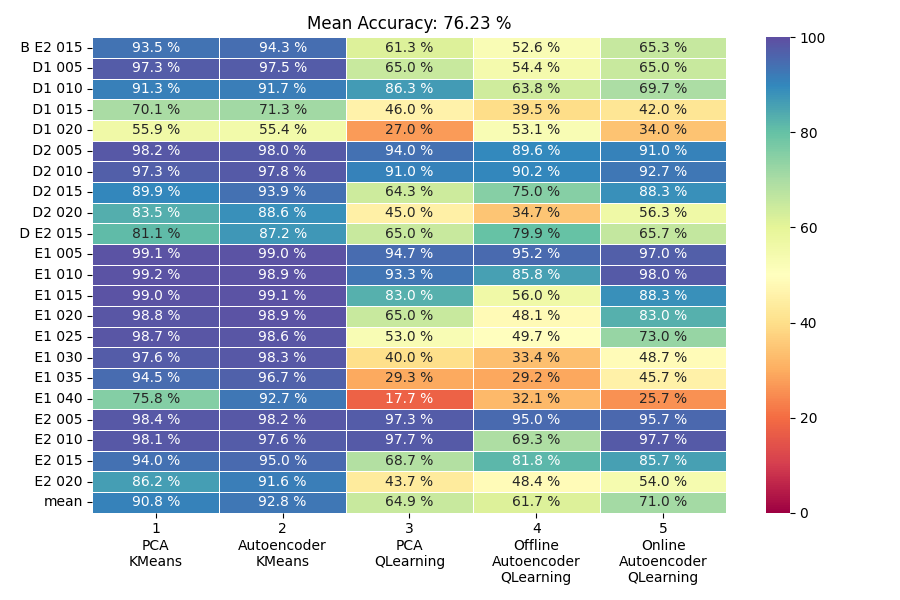 Mean Accuracy: 76.23 %
B E2 015 93.5 % 94.3 % 61.3 % 52.6 % 65.3 %
D1 005 97.3 % 97.5 % 65.0 % 54.4 % 65.0 %
D1 010 91.3 % 91.7 % 86.3 % 63.8 % 69.7 %
D1 015 70.1 % 71.3 % 46.0 % 39.5 % 42.0 %
D1 020 55.9 % 55.4 % 27.0 % 53.1 % 34.0 %
D2 005 98.2 % 98.0 % 94.0 % 89.6 % 91.0 %
D2 010 97.3 % 97.8 % 91.0 % 90.2 % 92.7 %
D2 015 89.9 % 93.9 % 64.3 % 75.0 % 88.3 %
D2 020 83.5 % 88.6 % 45.0 % 34.7 % 56.3 %
D E2 015 81.1 % 87.2 % 65.0 % 79.9 % 65.7 %
E1 005 99.1 % 99.0 % 94.7 % 95.2 % 97.0 %
E1 010 99.2 % 98.9 % 93.3 % 85.8 % 98.0 %
E1 015 99.0 % 99.1 % 83.0 % 56.0 % 88.3 %
E1 020 98.8 % 98.9 % 65.0 % 48.1 % 83.0 %
E1 025 98.7 % 98.6 % 53.0 % 49.7 % 73.0 %
E1 030 97.6 % 98.3 % 40.0 % 33.4 % 48.7 %
E1 035 94.5 % 96.7 % 29.3 % 29.2 % 45.7 %
E1 040 75.8 % 92.7 % 17.7 % 32.1 % 25.7 %
E2 005 98.4 % 98.2 % 97.3 % 95.0 % 95.7 %
E2 010 98.1 % 97.6 % 97.7 % 69.3 % 97.7 %
E2 015 94.0 % 95.0 % 68.7 % 81.8 % 85.7 %
E2 020 86.2 % 91.6 % 43.7 % 48.4 % 54.0 %
mean 90.8 % 92.8 % 64.9 % 61.7 % 71.0 %
1 2 3 4 5
PCA Autoencoder PCA Offline Online
KMeans KMeans QLearning Autoencoder Autoencoder
QLearning QLearning
100
80
60
40
20
0